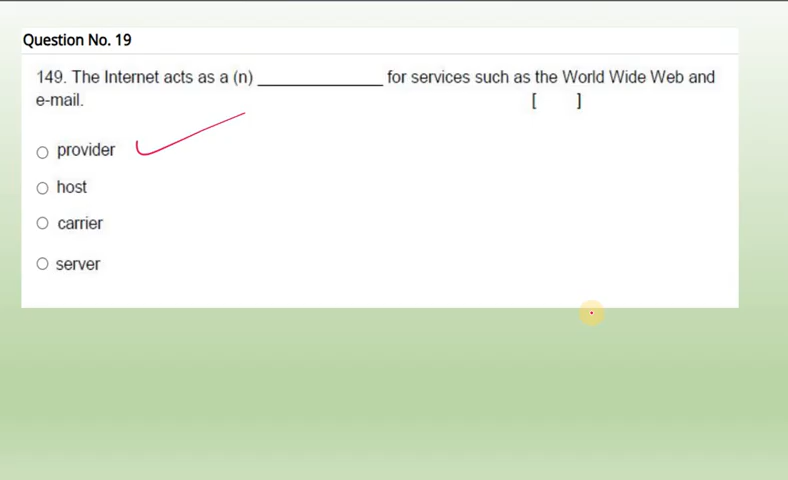 Question No. 19
149. The Internet acts as a (n) ______________ for services such as the World Wide Web and
e-mail. [ ]
provider
host
carrier
server